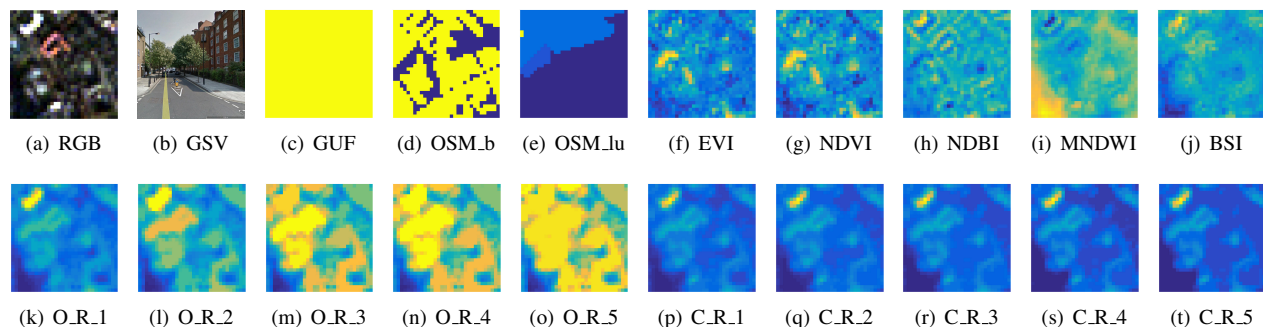 (a) RGB (b) GSV (c) GUF (d) OSM_b (e) OSM_lu (f) EVI (g) NDVI (h) NDBI (i) MNDWI (j) BSI
(k) O_R_1 (l) O_R_2 (m) O_R_3 (n) O_R_4 (o) O_R_5 (p) C_R_1 (q) C_R_2 (r) C_R_3 (s) C_R_4 (t) C_R_5